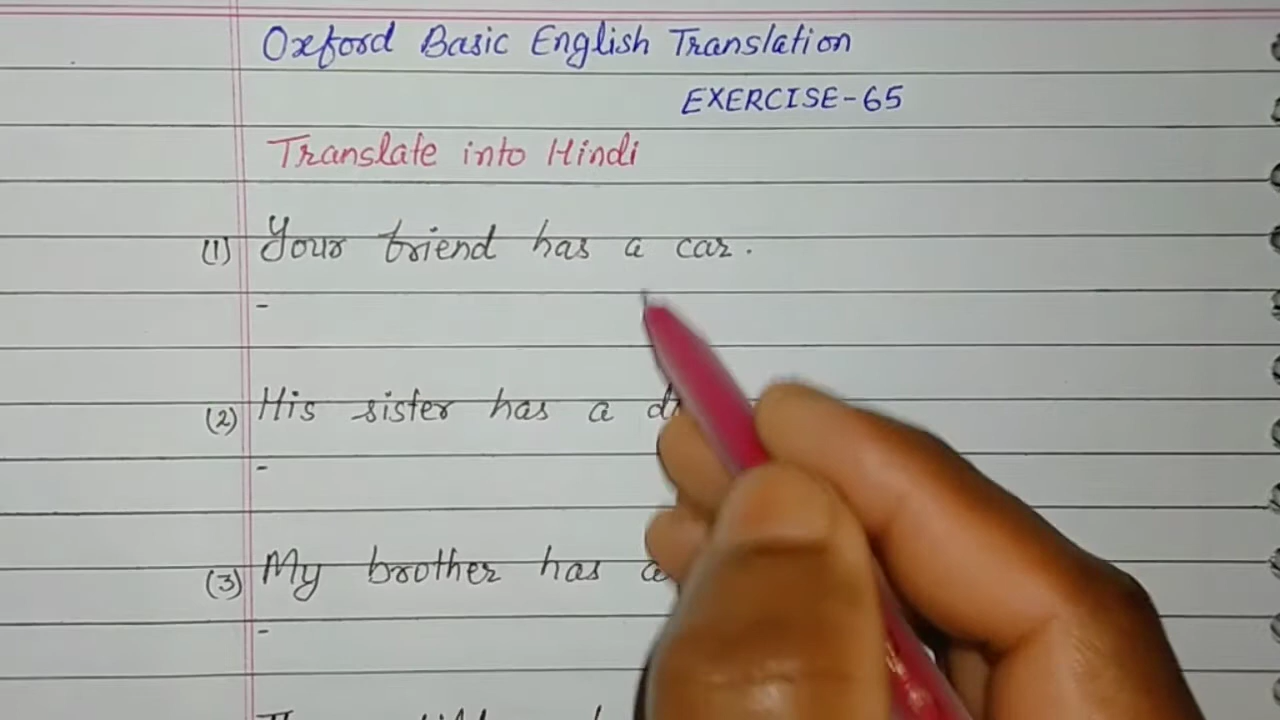 Oxford Basic English Translation
EXERCISE-65
Translate into Hindi
(1) Your friend has a car.
-
(2) His sister has a
-
(3) My brother has a
-